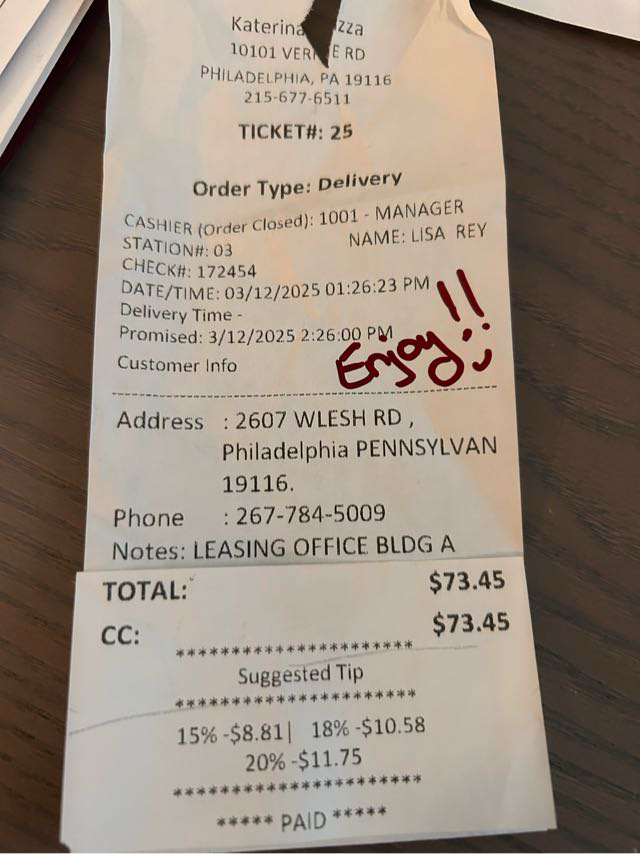 Katerina
10101 RD
PHILADELPHIA, PA 19116
215-677-6511
TICKET#: 25
Order Type: Delivery
CASHIER (Order Closed): 1001 - MANAGER
STATION#: 03 NAME: LISA REY
CHECK#: 172454
DATE/TIME: 03/12/2025 01:26:23 PM
Delivery Time -
Promised: 3/12/2025 2:26:00 PM
Enjoy!!
Customer Info
Address : 2607 WLESH RD ,
Philadelphia PENNSYLVAN
19116.
Phone : 267-784-5009
Notes: LEASING OFFICE BLDG A
TOTAL: $73.45
CC: $73.45
***********************
Suggested Tip
***********************
15% -$8.81| 18% -$10.58
20% -$11.75
***********************
***** PAID *****